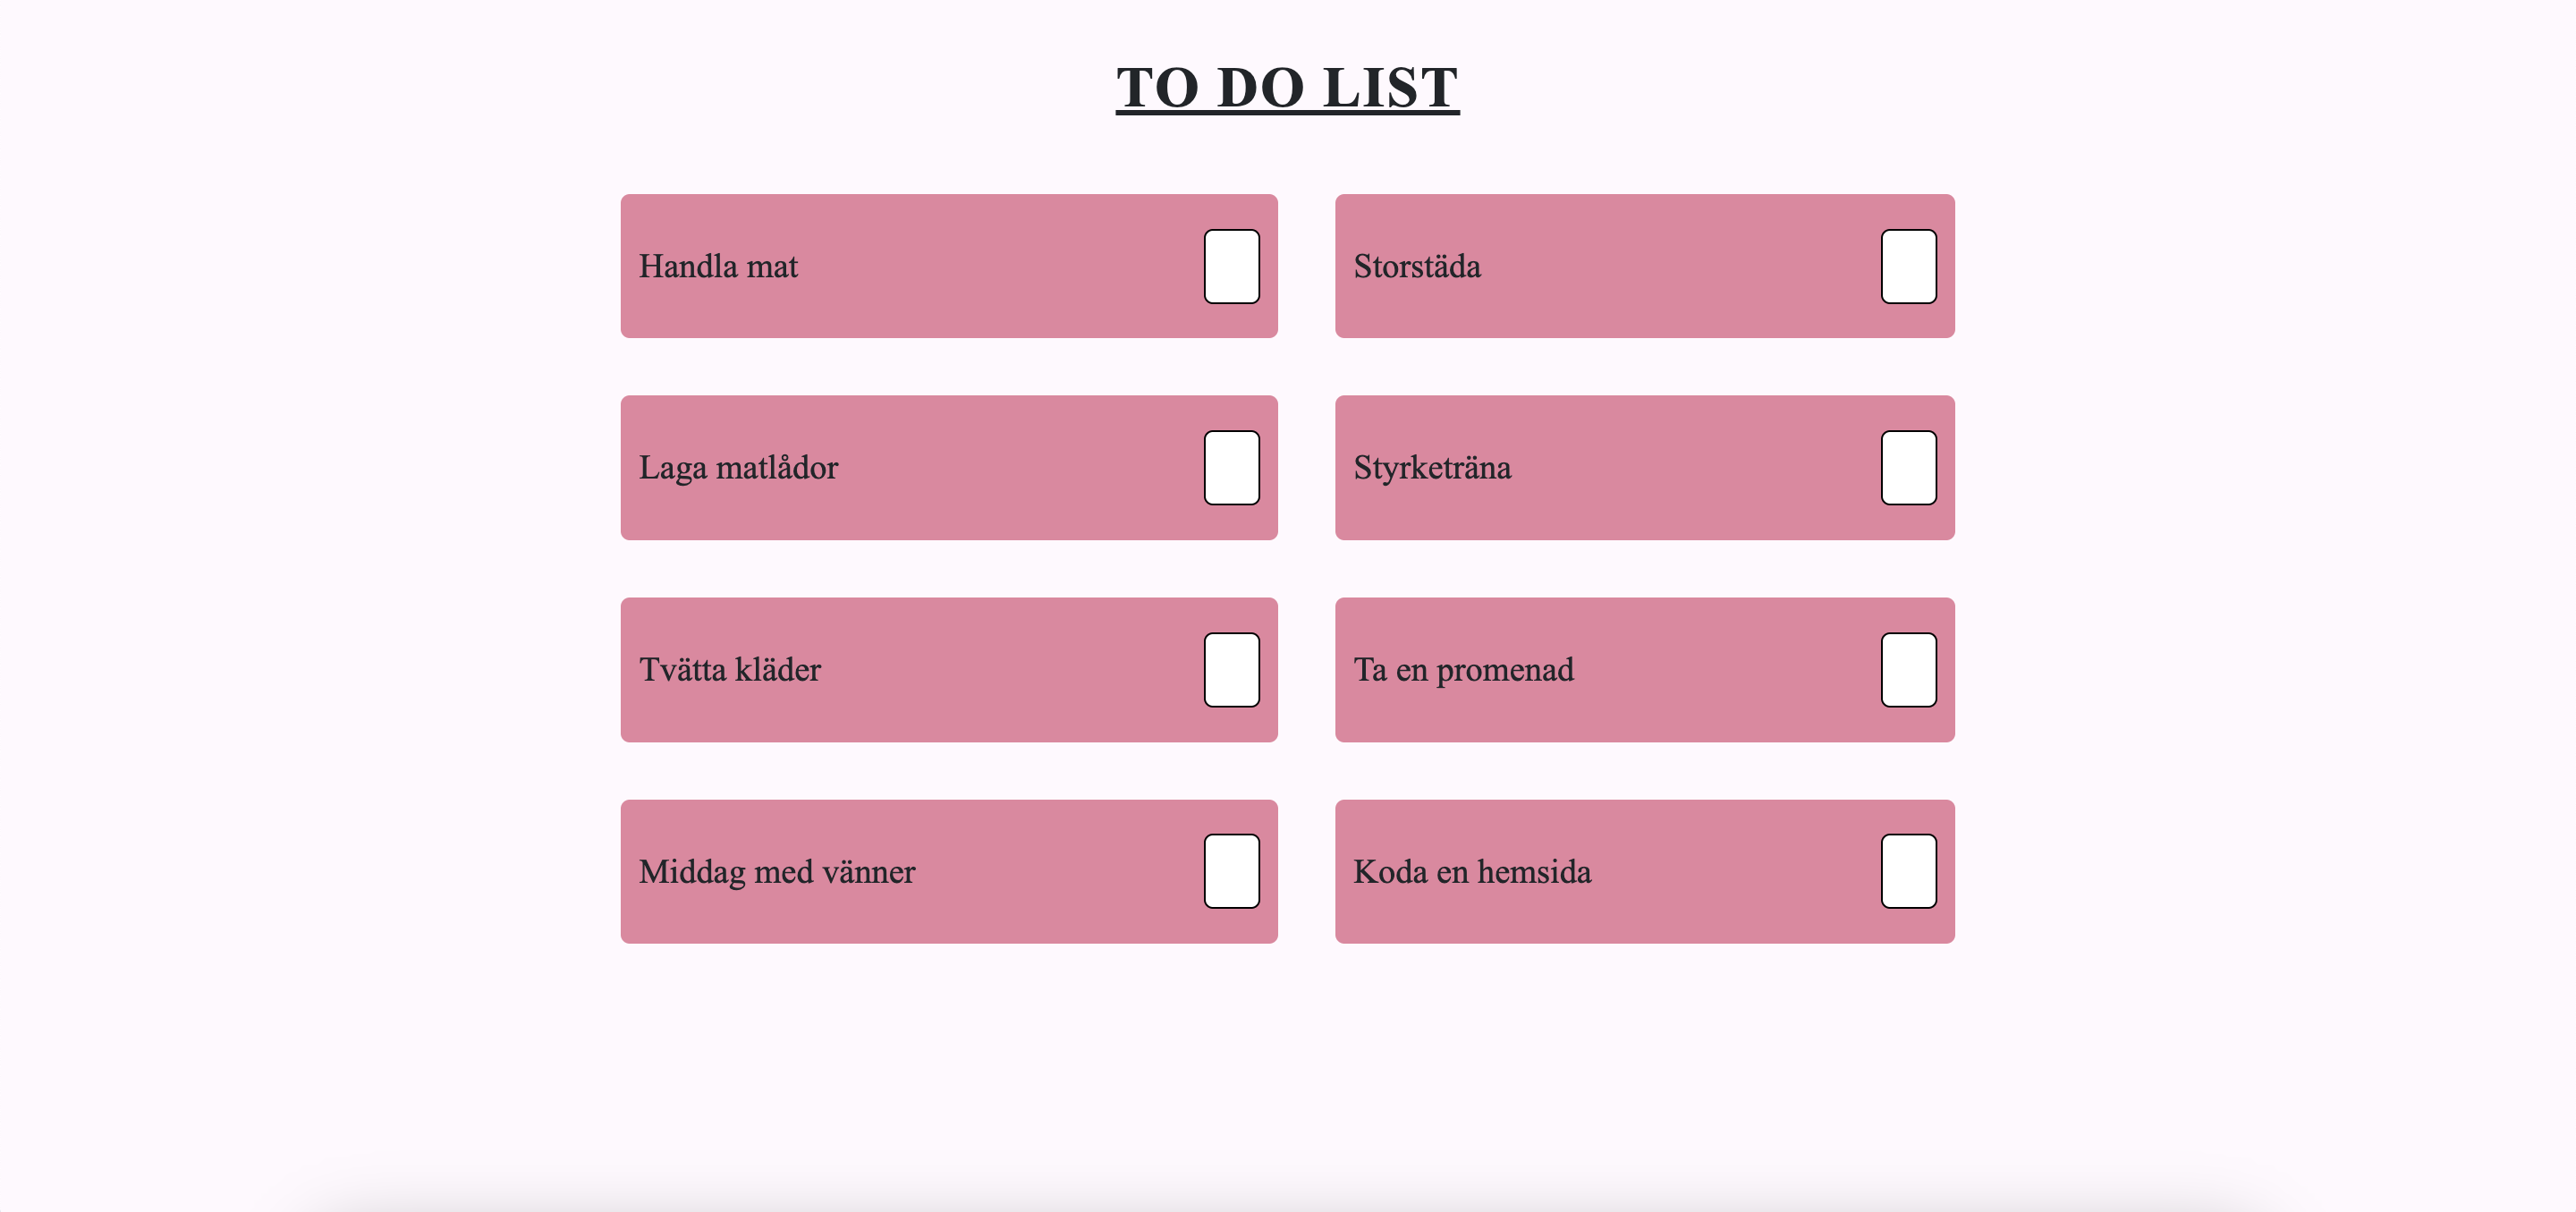 TO DO LIST
Handla mat
Storstäda
Laga matlådor
Styrketräna
Tvätta kläder
Ta en promenad
Middag med vänner
Koda en hemsida